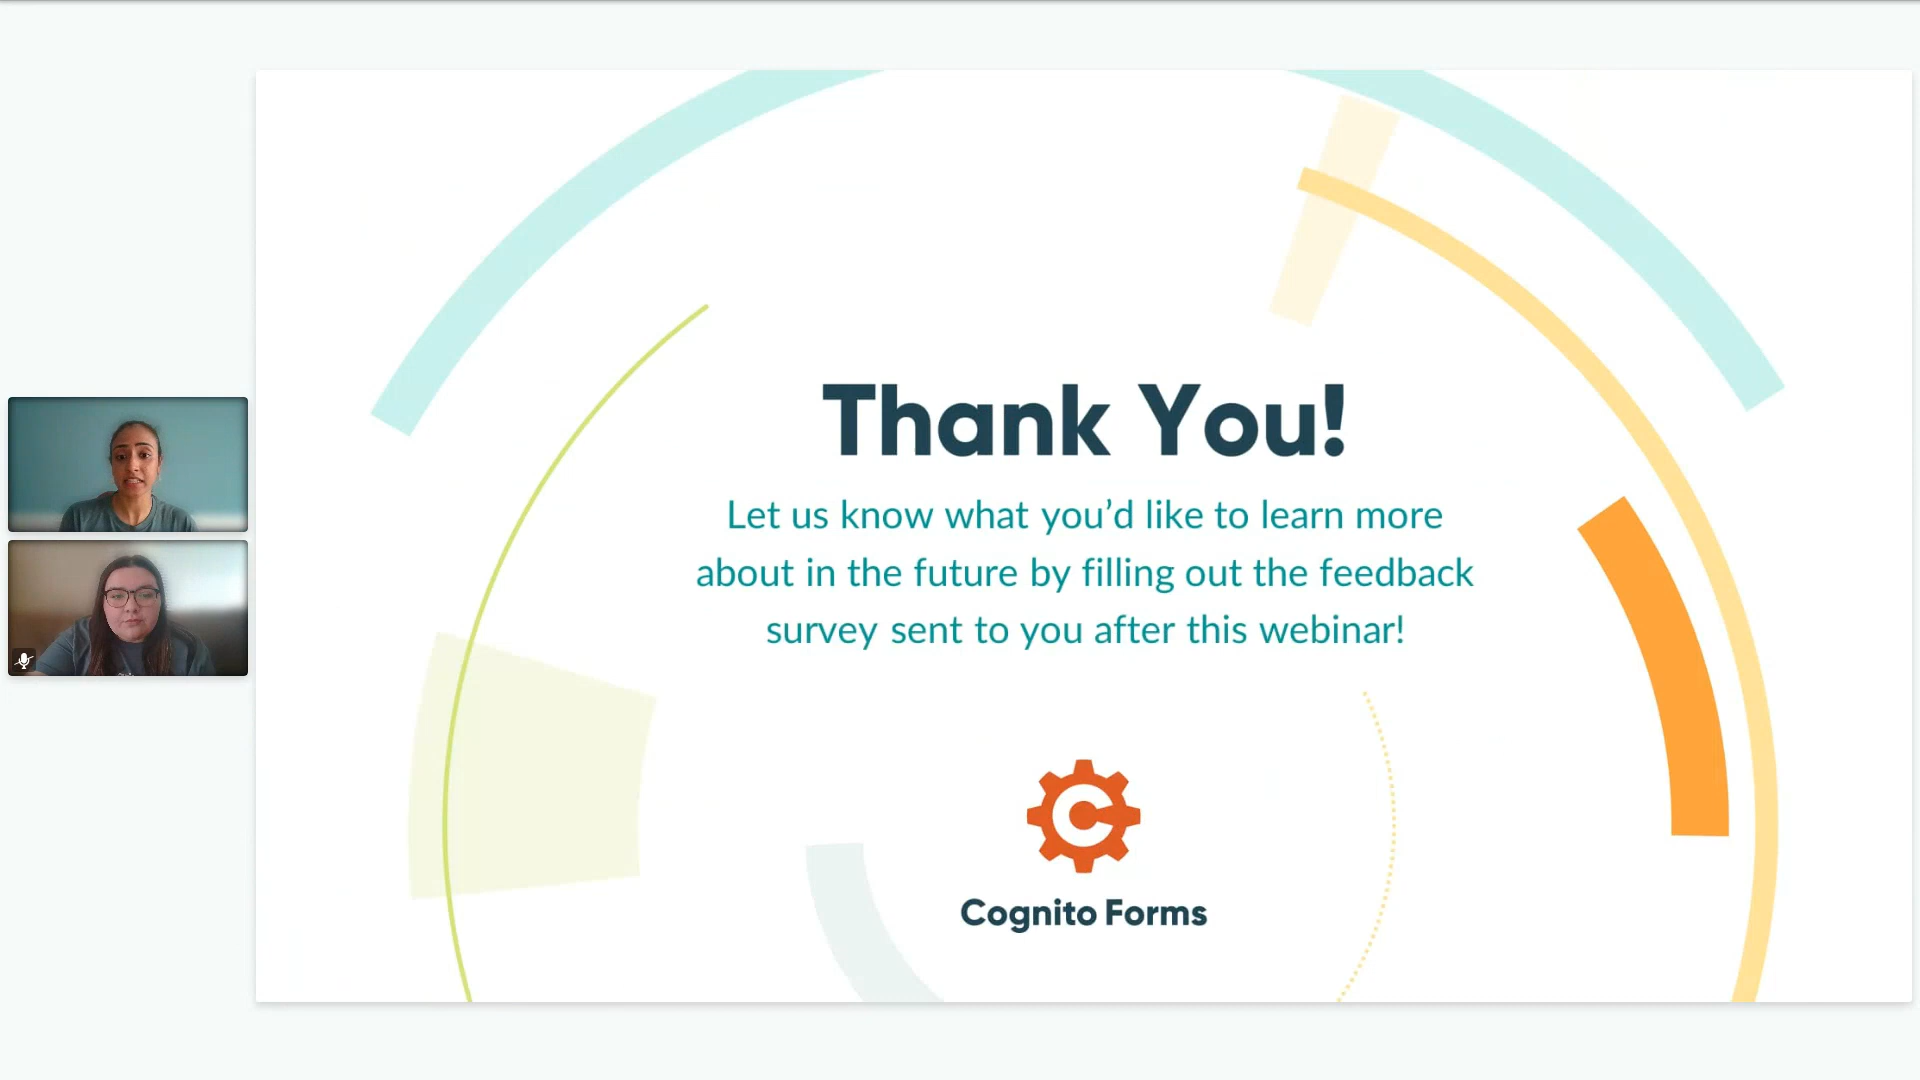 Thank You!
Let us know what you’d like to learn more
about in the future by filling out the feedback
survey sent to you after this webinar!
Cognito Forms